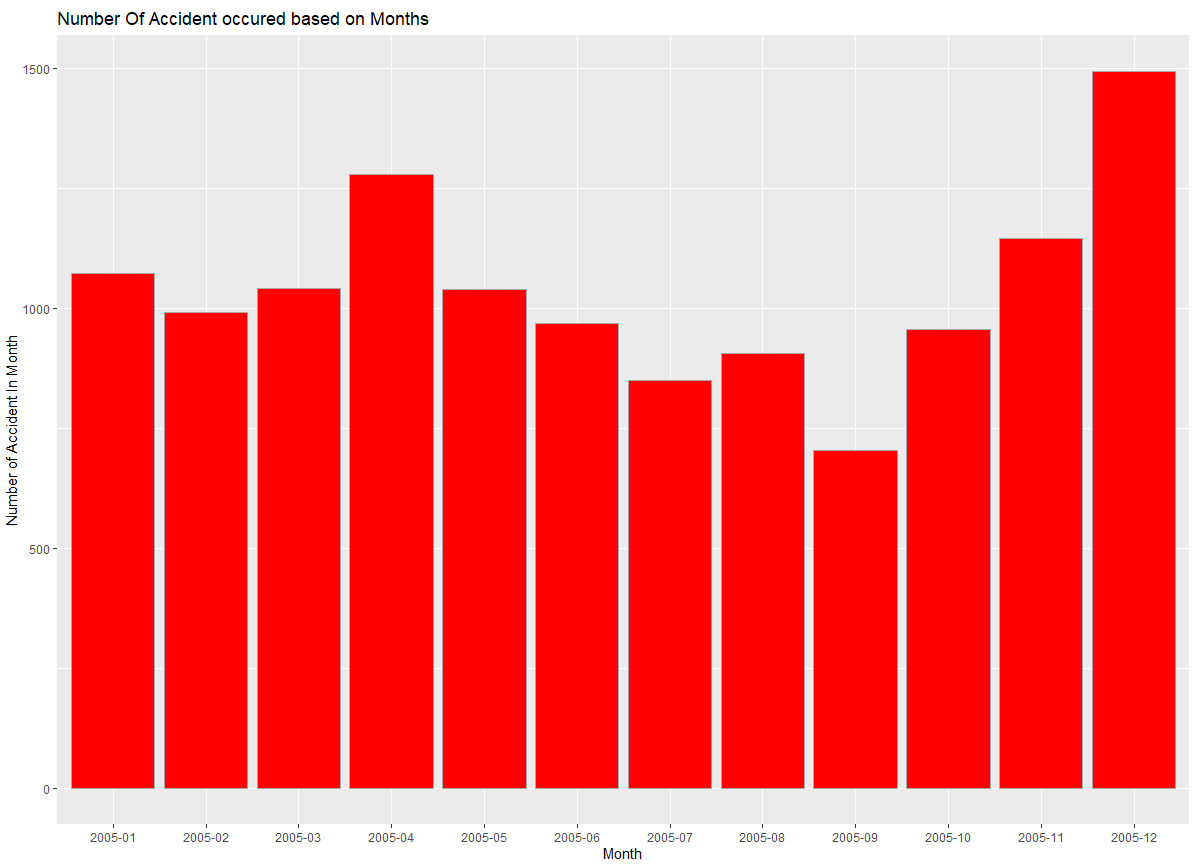 Number Of Accident occured based on Months
Number of Accident In Month
1500
1000
500
0
2005-01 2005-02 2005-03 2005-04 2005-05 2005-06 2005-07 2005-08 2005-09 2005-10 2005-11 2005-12
Month